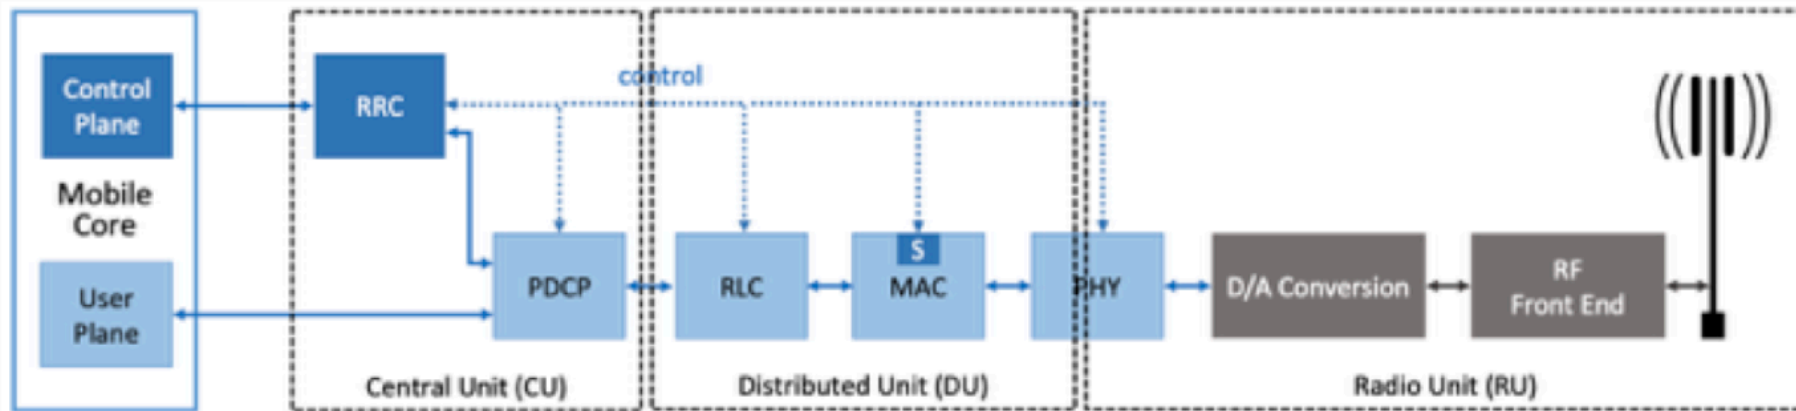 Control
Plane
Mobile
Core
User
Plane
RRC
control
PDCP
RLC
S
MAC
PHY
D/A Conversion
RF
Front End
Central Unit (CU)
Distributed Unit (DU)
Radio Unit (RU)